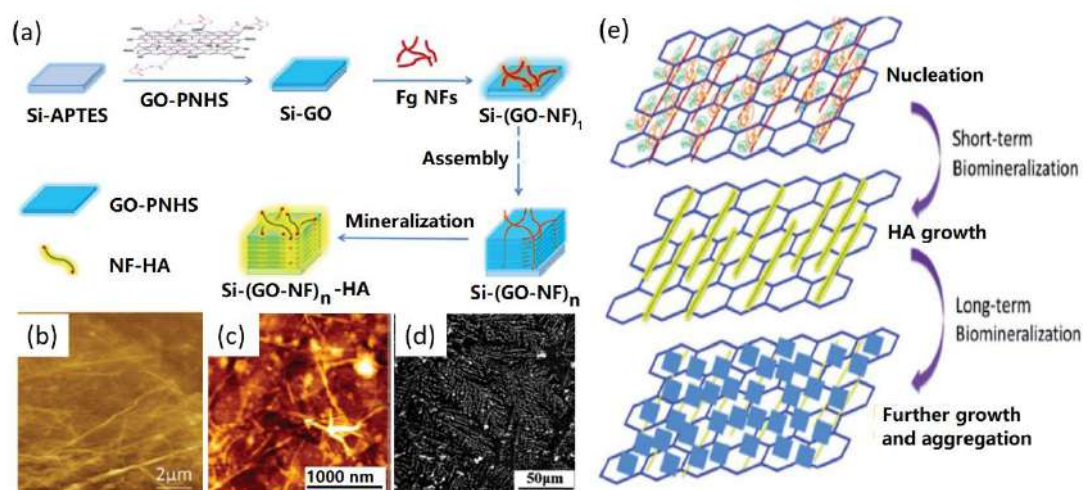 (a)
Si-APTES
GO-PNHS
Si-GO
Fg NFs
Si-(GO-NF)1
Assembly
GO-PNHS
NF-HA
Mineralization
Si-(GO-NF)n-HA
Si-(GO-NF)n
(b)
2μm
(c)
1000 nm
(d)
50μm
(e)
Nucleation
Short-term
Biomineralization
HA growth
Long-term
Biomineralization
Further growth
and aggregation